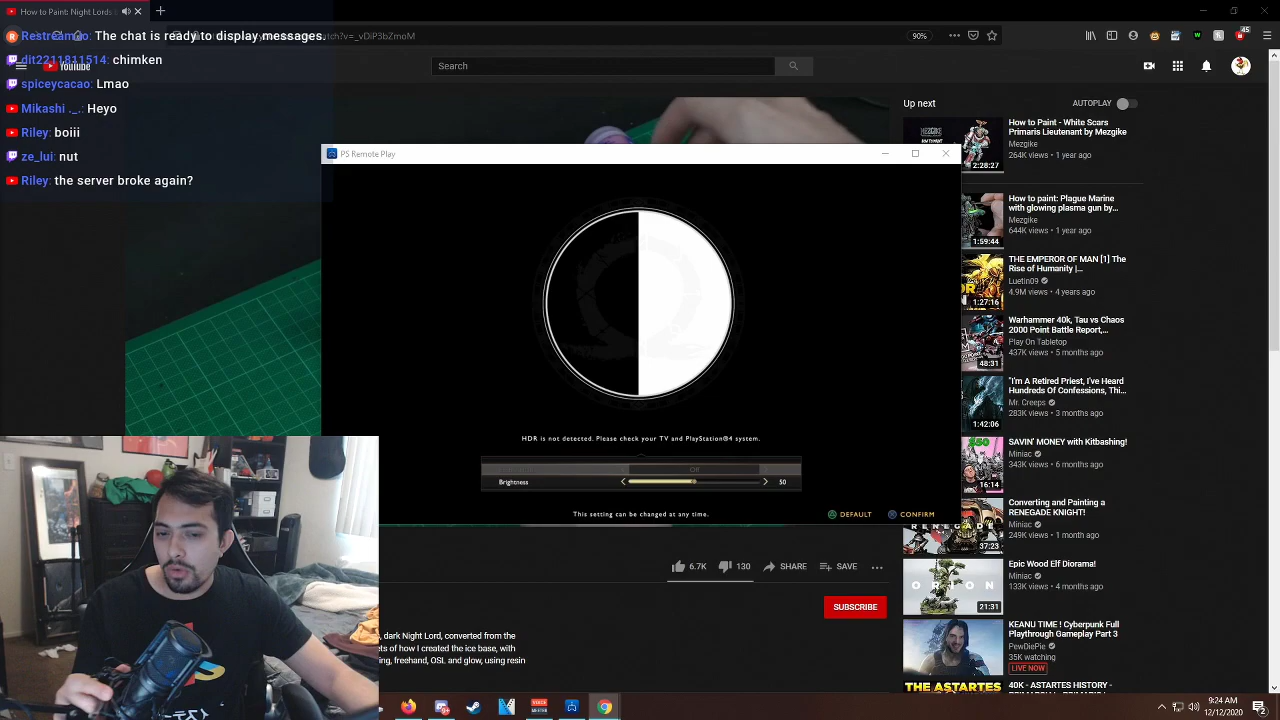 How to Paint: Night Lords
Restreambo: The chat is ready to display messages.
atch?v=_vDiP3bZmoM
90%
45
dit2211811514: chimken
YouTube
Search
spiceycacao: Lmao
Mikashi ._.: Heyo
Riley: boiii
ze_lui: nut
Riley: the server broke again?
Up next
AUTOPLAY
How to Paint - White Scars
Primaris Lieutenant by Mezgike
Mezgike
264K views • 1 year ago
2:28:27
PS Remote Play
How to paint: Plague Marine
with glowing plasma gun by...
Mezgike
644K views • 1 year ago
1:59:44
THE EMPEROR OF MAN [1] The
Rise of Humanity |...
Luetin09
4.9M views • 4 years ago
1:27:16
Warhammer 40k, Tau vs Chaos
2000 Point Battle Report,...
Play On Tabletop
437K views • 5 months ago
48:31
"I'm A Retired Priest, I've Heard
Hundreds Of Confessions, Thi...
Mr. Creeps
283K views • 3 months ago
1:42:06
HDR is not detected. Please check your TV and PlayStation®4 system.
Off
Brightness
50
This setting can be changed at any time.
DEFAULT
CONFIRM
SAVIN' MONEY with Kitbashing!
Miniac
343K views • 6 months ago
16:14
Converting and Painting a
RENEGADE KNIGHT!
Miniac
249K views • 1 month ago
37:23
Epic Wood Elf Diorama!
Miniac
133K views • 4 months ago
21:31
KEANU TIME ! Cyberpunk Full
Playthrough Gameplay Part 3
PewDiePie
35K watching
LIVE NOW
THE ASTARTES
40K - ASTARTES HISTORY -
6.7K
130
SHARE
SAVE
SUBSCRIBE
, dark Night Lord, converted from the
ets of how I created the ice base, with
ing, freehand, OSL and glow, using resin
9:24 AM
12/17/2020